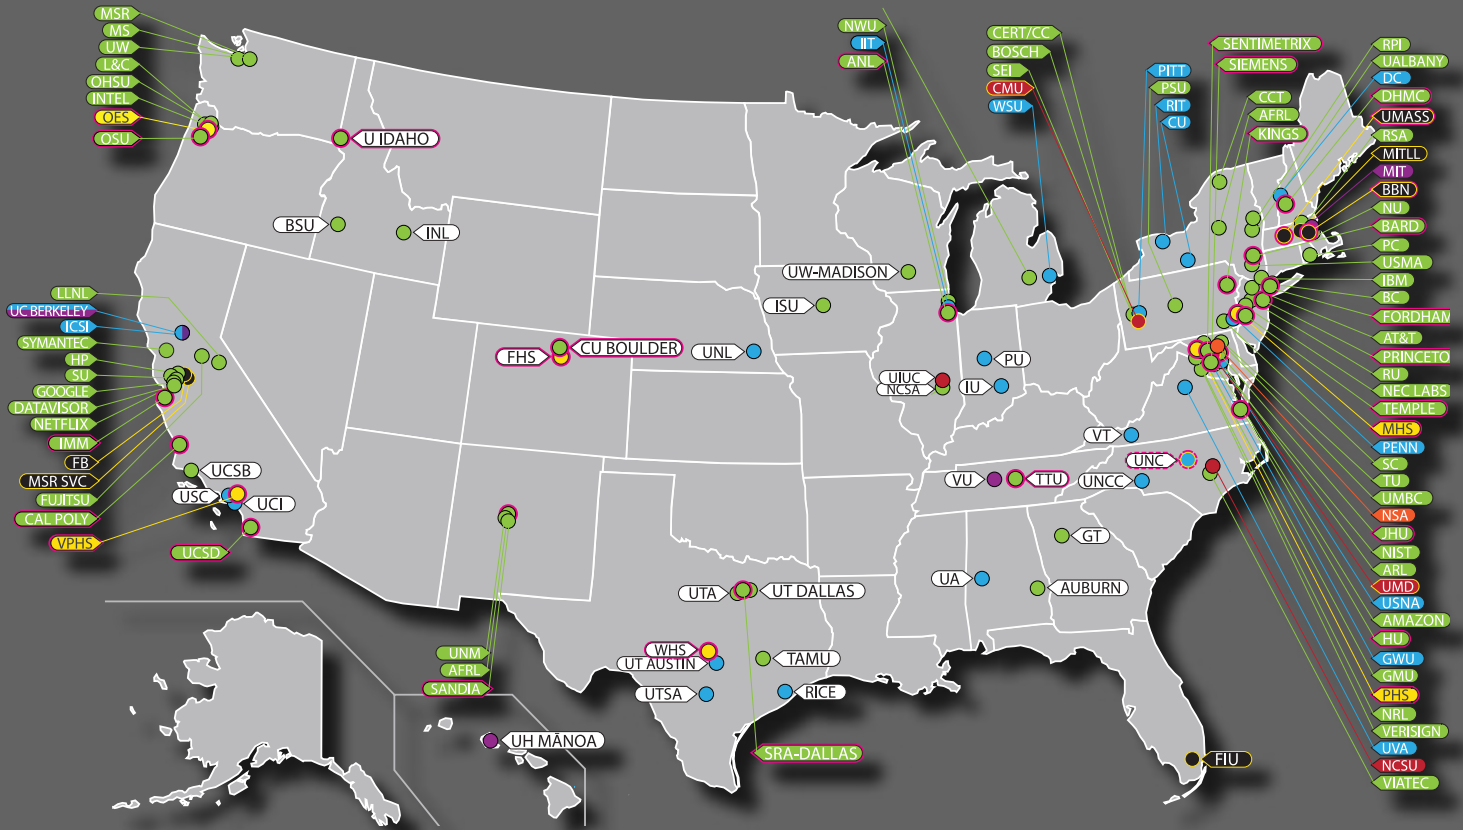 MSR
MS
UW
L&C
OHSU
INTEL
OES
OSU
U IDAHO
BSU
INL
NWU
IIT
ANL
CERT/CC
BOSCH
SEI
CMU
WSU
PITT
PSU
RIT
CU
SENTIMETRIX
SIEMENS
CCT
AFRL
KINGS
RPI
UALBANY
DC
DHMC
UMASS
RSA
MITLL
MIT
BBN
NU
BARD
PC
USMA
IBM
BC
FORDHAM
AT&T
PRINCETO
RU
NEC LABS
TEMPLE
MHS
PENN
SC
TU
UMBC
NSA
JHU
NIST
ARL
UMD
USNA
AMAZON
HU
GWU
GMU
PHS
NRL
VERISIGN
UVA
NCSU
VIATEC
LLNL
UC BERKELEY
ICSI
SYMANTEC
HP
SU
GOOGLE
DATAVISOR
NETFLIX
IMM
FB
MSR SVC
FUJITSU
CAL POLY
VPHS
UCSB
USC
UCI
UCSD
UW-MADISON
ISU
FHS
CU BOULDER
UNL
UIUC
NCSA
PU
IU
VT
UNC
VU
TTU
UNCC
GT
UA
AUBURN
UTA
UT DALLAS
WHS
UT AUSTIN
TAMU
UTSA
RICE
UNM
AFRL
SANDIA
SRA-DALLAS
UH MĀNOA
FIU